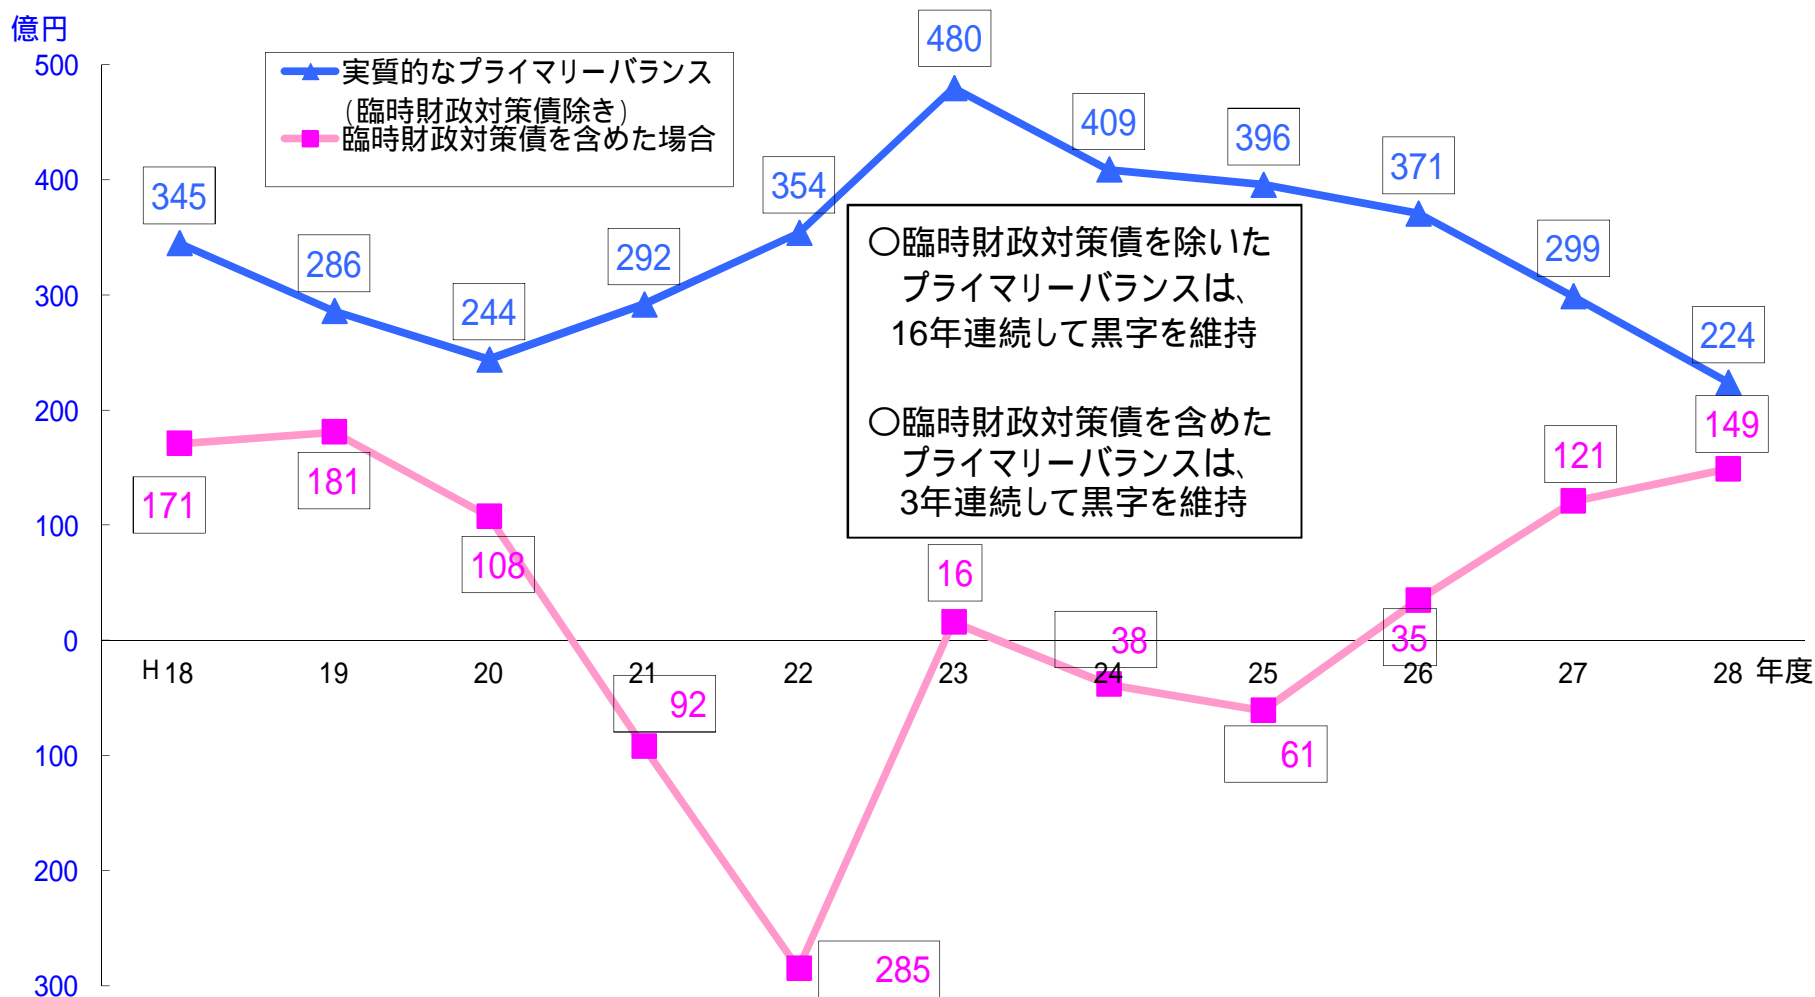 億円
500
400
300
200
100
0
100
200
300
実質的なプライマリーバランス
(臨時財政対策債除き)
臨時財政対策債を含めた場合
345
286
244
292
354
480
409
396
371
299
224
〇臨時財政対策債を除いた
プライマリーバランスは、
16年連続して黒字を維持
〇臨時財政対策債を含めた
プライマリーバランスは、
3年連続して黒字を維持
171
181
108
92
285
16
38
61
35
121
149
H 18 19 20 21 22 23 24 25 26 27 28 年度